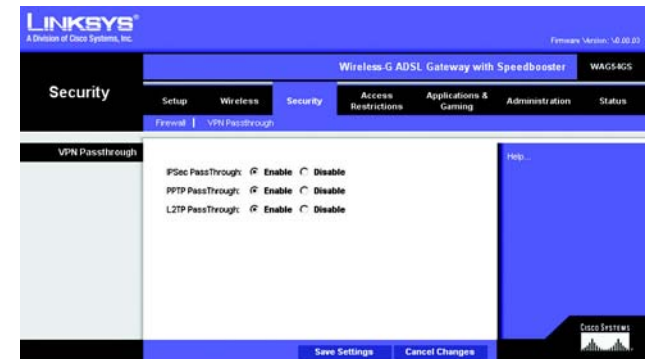 LINKSYS®
A Division of Cisco Systems, Inc.
Firmware Version: V0.00.03
Wireless-G ADSL Gateway with Speedbooster WAG54GS
Security
Setup Wireless Security Access Restrictions Applications & Gaming Administration Status
Firewall | VPN Passthrough
VPN Passthrough
IPSec PassThrough: Enable Disable
PPTP PassThrough: Enable Disable
L2TP PassThrough: Enable Disable
Help...
Save Settings Cancel Changes
CISCO SYSTEMS